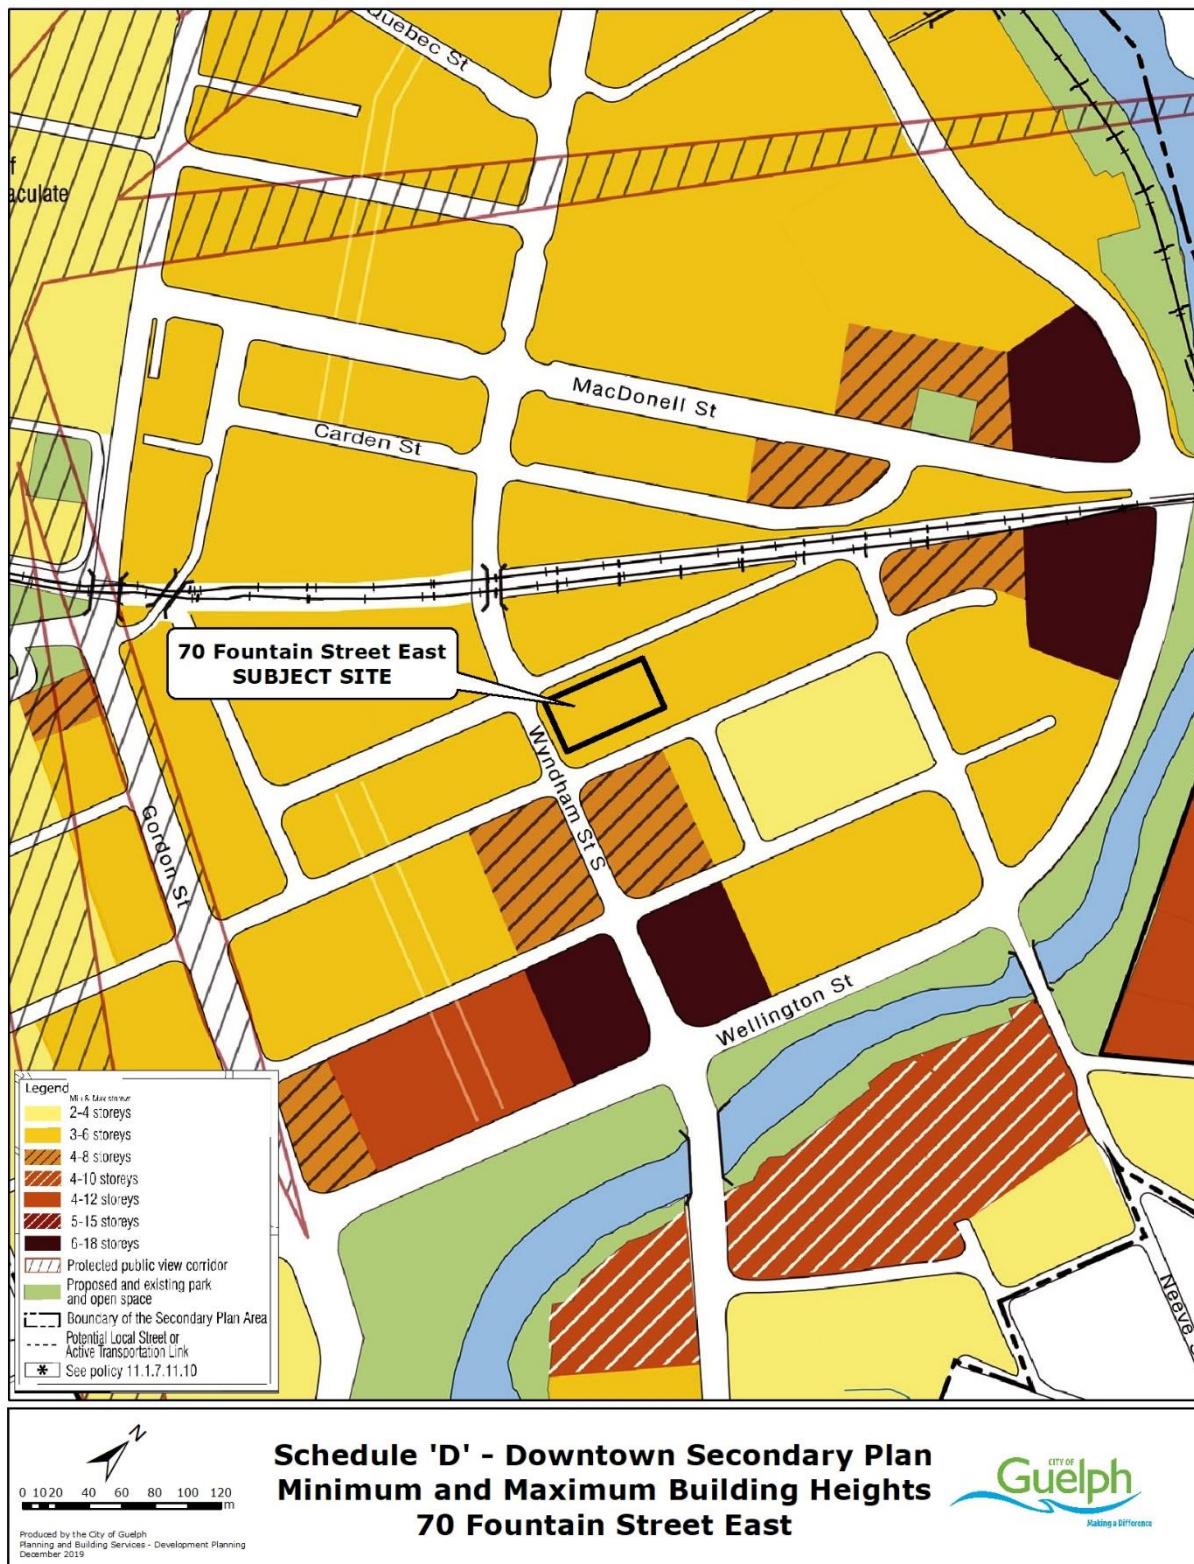 Quebec St
f
aculate
MacDonell St
Carden St
70 Fountain Street East
SUBJECT SITE
Wyndham St S
Gordon St
Wellington St
Neeve
Legend
Min & Max storeys
2-4 storeys
3-6 storeys
4-8 storeys
4-10 storeys
4-12 storeys
5-15 storeys
6-18 storeys
Protected public view corridor
Proposed and existing park
and open space
Boundary of the Secondary Plan Area
Potential Local Street or
Active Transportation Link
* See policy 11.1.7.11.10
N
0 10 20 40 60 80 100 120
m
Produced by the City of Guelph
Planning and Building Services - Development Planning
December 2019
Schedule 'D' - Downtown Secondary Plan
Minimum and Maximum Building Heights
70 Fountain Street East
CITY OF
Guelph
Making a Difference